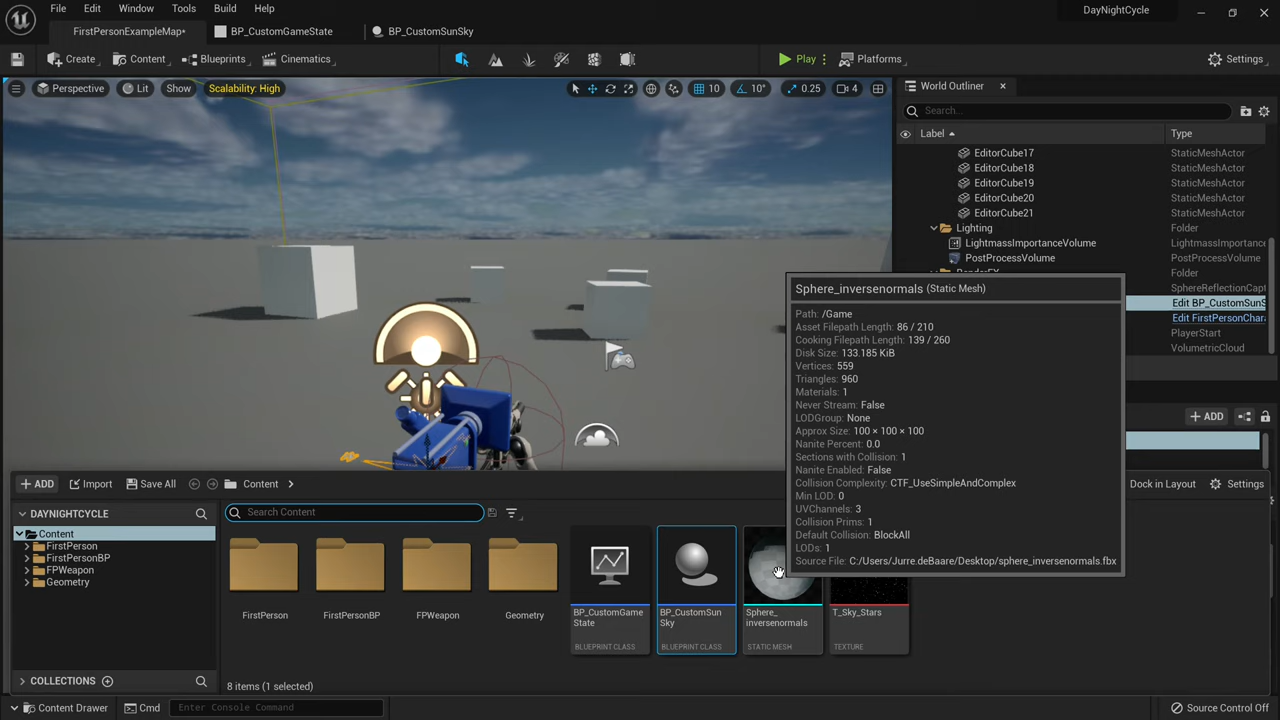 File Edit Window Tools Build Help
DayNightCycle
FirstPersonExampleMap*
BP_CustomGameState
BP_CustomSunSky
Create
Content
Blueprints
Cinematics
Play
Platforms
Settings
Perspective
Lit
Show
Scalability: High
10
10°
0.25
4
World Outliner
Search...
Label
Type
EditorCube17 StaticMeshActor
EditorCube18 StaticMeshActor
EditorCube19 StaticMeshActor
EditorCube20 StaticMeshActor
EditorCube21 StaticMeshActor
Lighting Folder
LightmassImportanceVolume LightmassImportance
PostProcessVolume PostProcessVolume
Folder
SphereReflectionCapt
Edit BP_CustomSunS
Edit FirstPersonChar
PlayerStart
VolumetricCloud
Sphere_inversenormals (Static Mesh)
Path: /Game
Asset Filepath Length: 86 / 210
Cooking Filepath Length: 139 / 260
Disk Size: 133.185 KiB
Vertices: 559
Triangles: 960
Materials: 1
Never Stream: False
LODGroup: None
Approx Size: 100 × 100 × 100
Nanite Percent: 0.0
Sections with Collision: 1
Nanite Enabled: False
Collision Complexity: CTF_UseSimpleAndComplex
Min LOD: 0
UVChannels: 3
Collision Prims: 1
Default Collision: BlockAll
LODs: 1
Source File: C:/Users/Jurre.deBaare/Desktop/sphere_inversenormals.fbx
ADD
ADD
Import
Save All
Content
Dock in Layout
Settings
DAYNIGHTCYCLE
Search Content
Content
FirstPerson
FirstPersonBP
FPWeapon
Geometry
FirstPerson
FirstPersonBP
FPWeapon
Geometry
BP_CustomGame
State
BLUEPRINT CLASS
BP_CustomSun
Sky
BLUEPRINT CLASS
Sphere_
inversenormals
STATIC MESH
T_Sky_Stars
TEXTURE
COLLECTIONS
8 items (1 selected)
Content Drawer
Cmd
Enter Console Command
Source Control Off